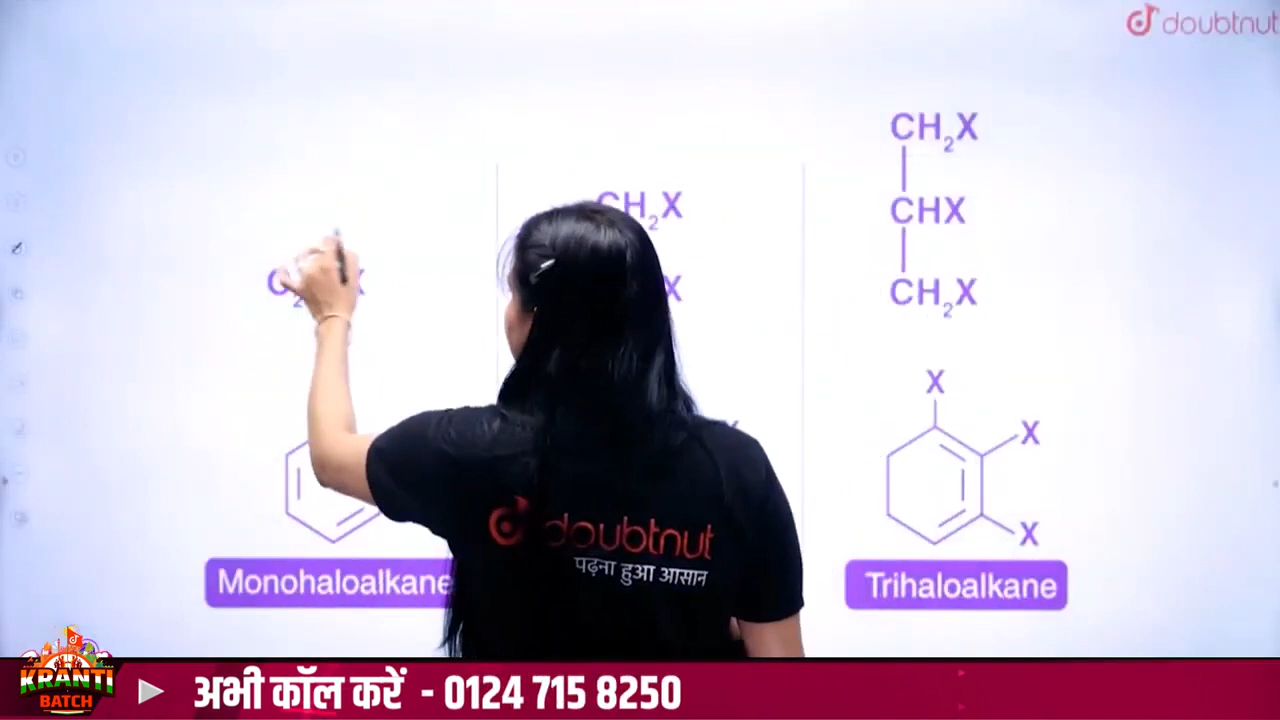 doubtnut
CH2X
CHX
CH2X
CH2X
X
X
X
X
X
X
Monohaloalkane
Trihaloalkane
doubtnut
पढ़ना हुआ आसान
KRANTI
BATCH
अभी कॉल करें - 0124 715 8250